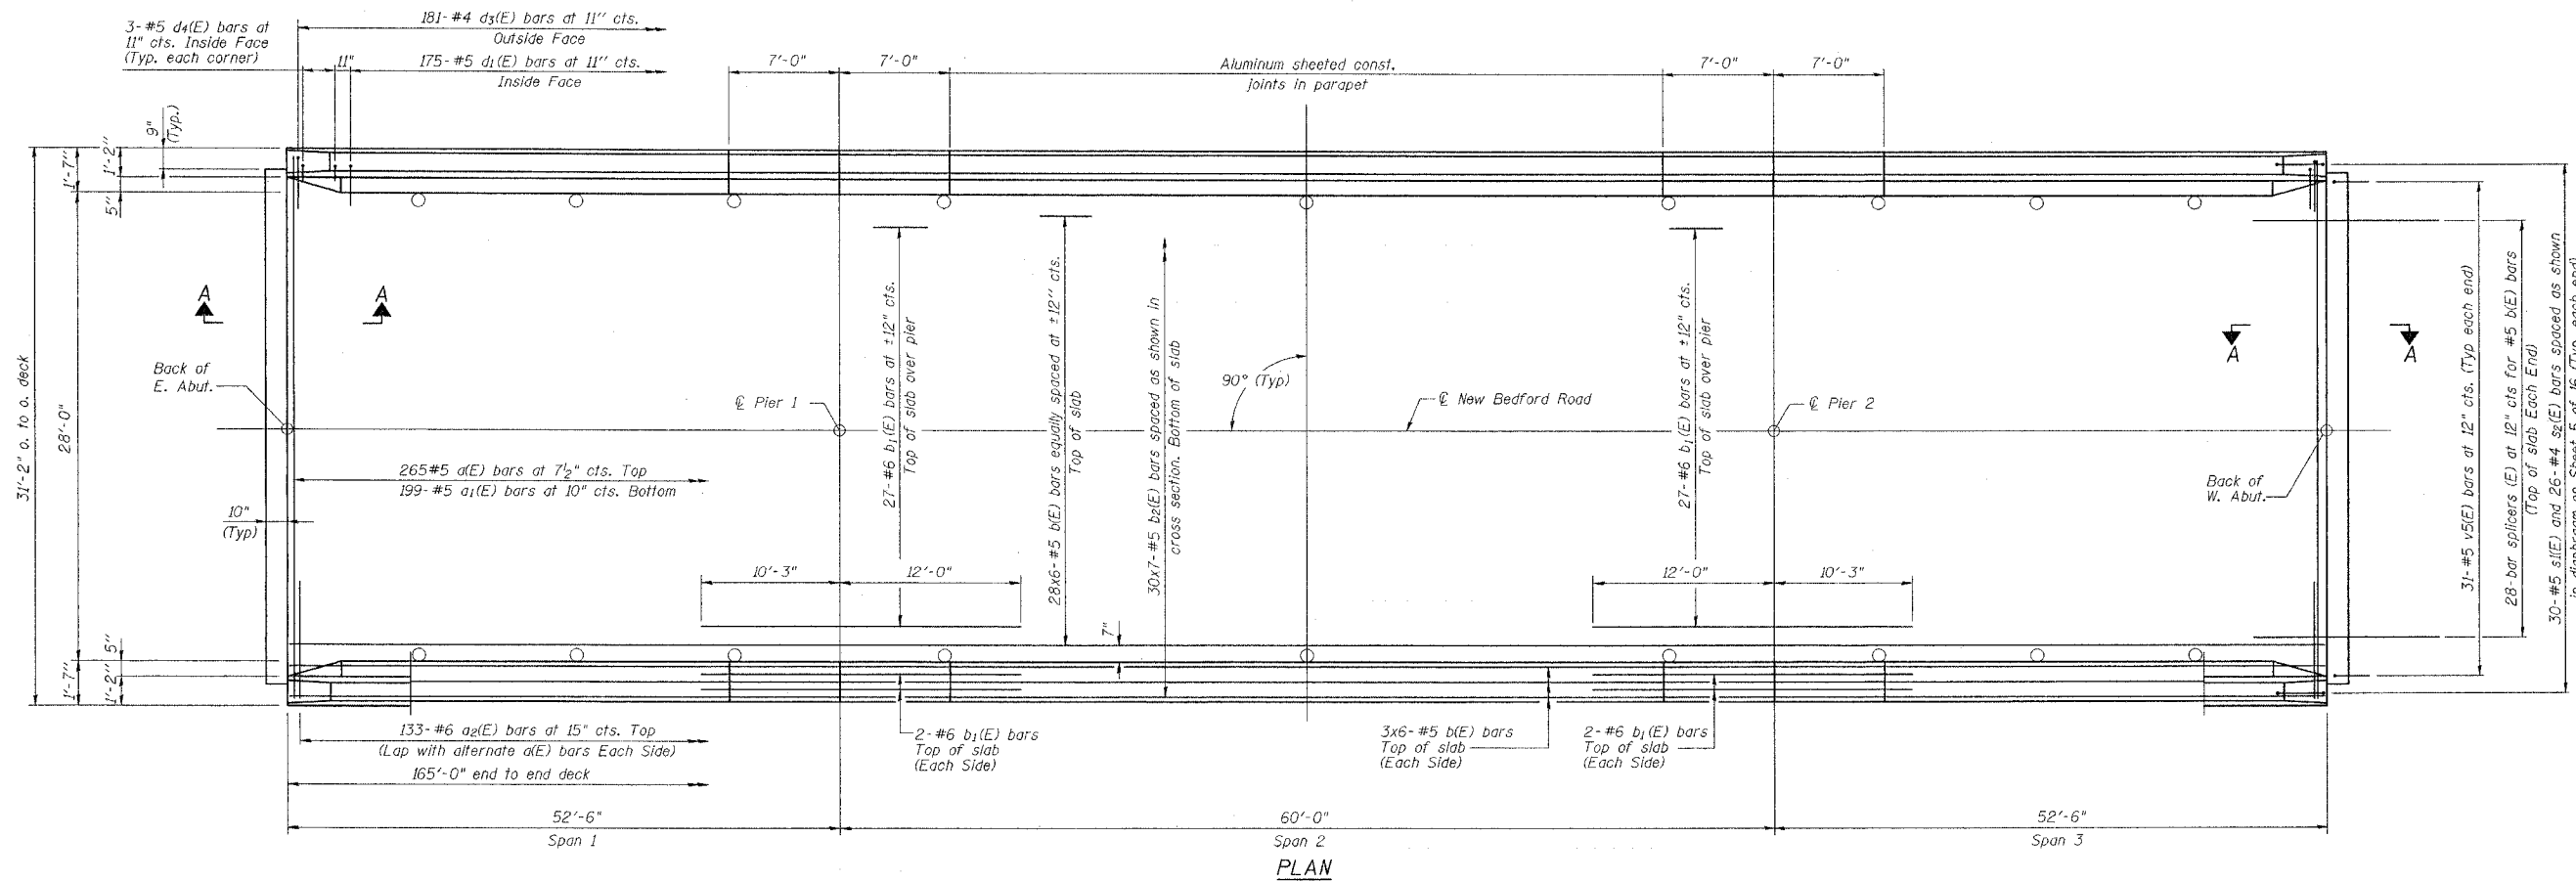 3-#5 d4(E) bars at
11" cts. Inside Face
(Typ. each corner)
181-#4 d3(E) bars at 11" cts.
Outside Face
11"
175-#5 d1(E) bars at 11" cts.
Inside Face
7'-0"
7'-0"
Aluminum sheeted const.
joints in parapet
7'-0"
7'-0"
9"
(Typ.)
1'-7"
1'-2"
5"
31'-2" o. to o. deck
28'-0"
A
A
Back of
E. Abut.
℄ Pier 1
27-#6 b1(E) bars at ±12" cts.
Top of slab over pier
28x6-#5 b(E) bars equally spaced at ±12" cts.
Top of slab
30x7-#5 b2(E) bars spaced as shown in
cross section. Bottom of slab
90° (Typ)
℄ New Bedford Road
27-#6 b1(E) bars at ±12" cts.
Top of slab over pier
℄ Pier 2
A
A
Back of
W. Abut.
31-#5 v5(E) bars at 12" cts. (Typ each end)
28-bar splicers (E) at 12" cts for #5 b(E) bars
(Top of slab Each End)
30-#5 s1(E) and 26-#4 s2(E) bars spaced as shown
in diaphragm on Sheet 5 of 16 (Typ. each end)
265#5 a(E) bars at 7½" cts. Top
199-#5 a1(E) bars at 10" cts. Bottom
10"
(Typ)
10'-3"
12'-0"
12'-0"
10'-3"
7"
5"
1'-7"
1'-2"
133-#6 a2(E) bars at 15" cts. Top
(Lap with alternate a(E) bars Each Side)
165'-0" end to end deck
2-#6 b1(E) bars
Top of slab
(Each Side)
3x6-#5 b(E) bars
Top of slab
(Each Side)
2-#6 b1(E) bars
Top of slab
(Each Side)
52'-6"
Span 1
60'-0"
Span 2
52'-6"
Span 3
PLAN